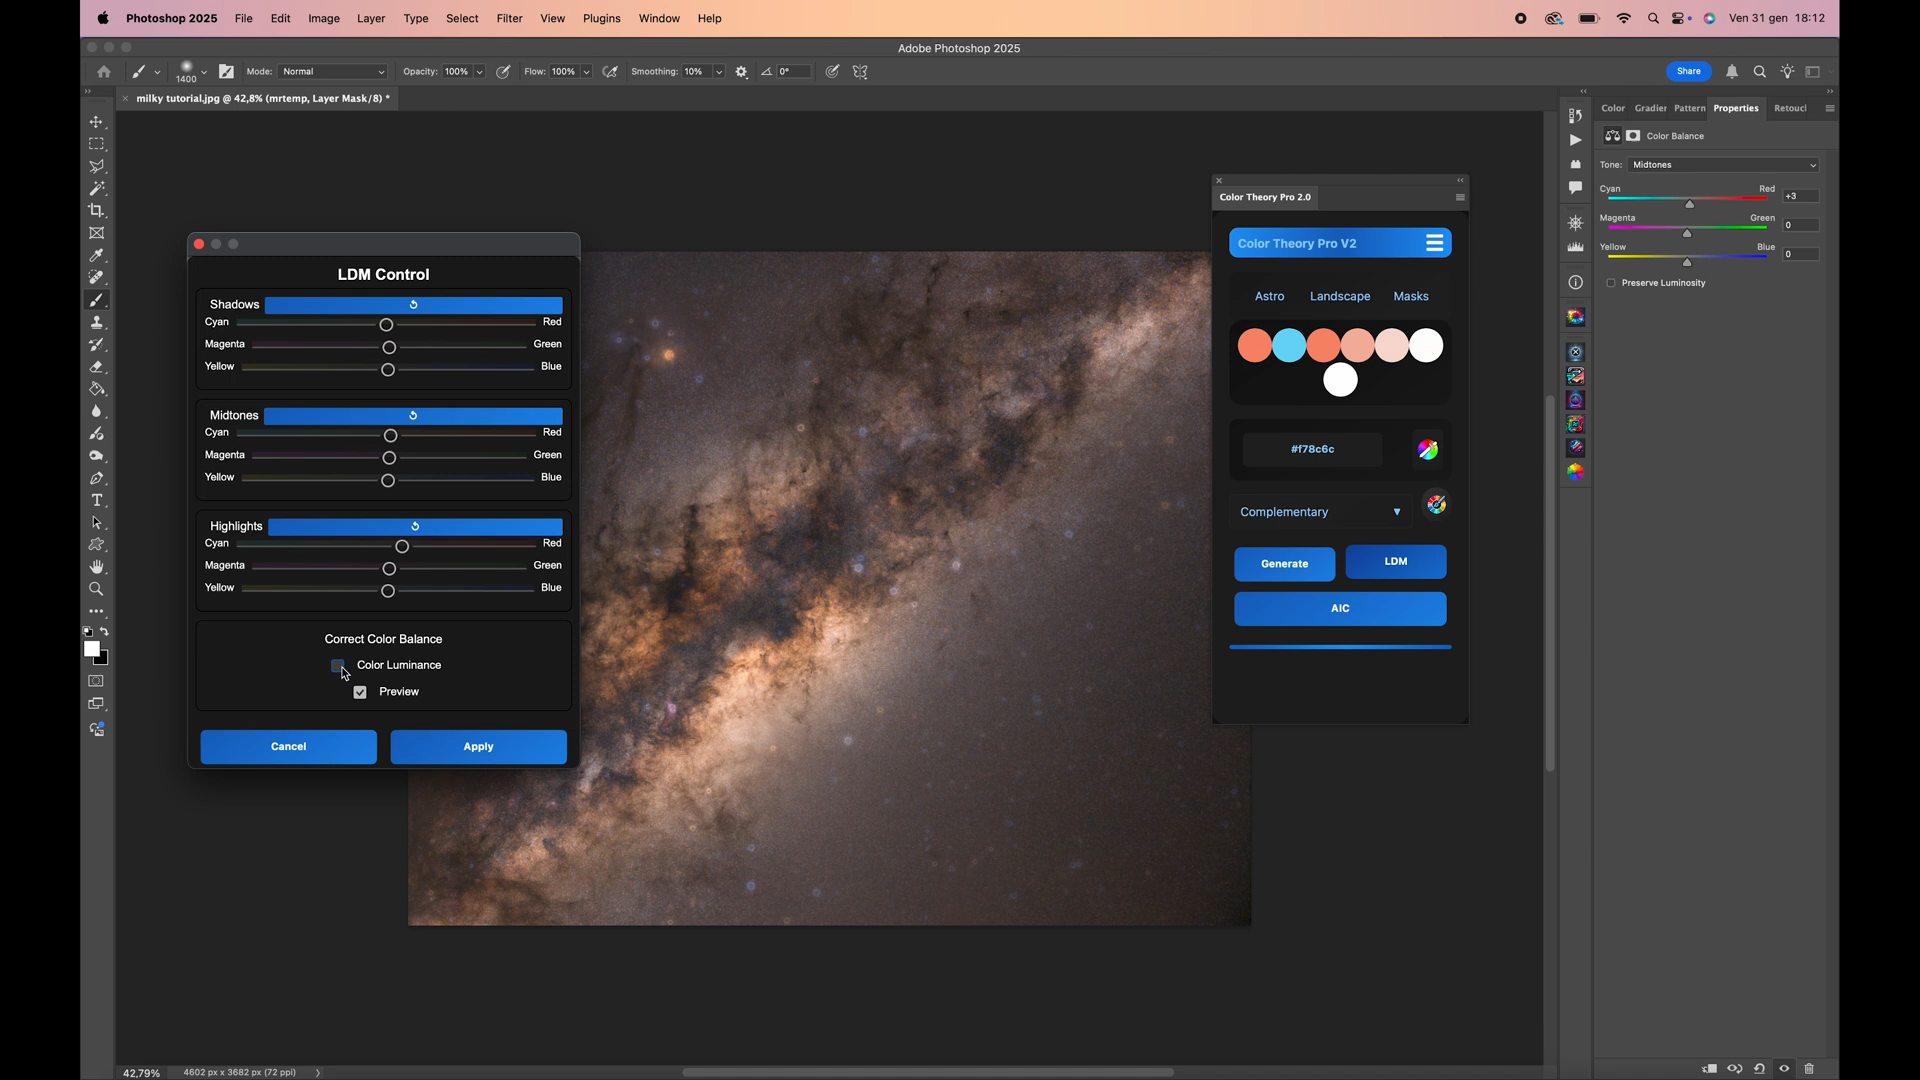 Photoshop 2025 File Edit Image Layer Type Select Filter View Plugins Window Help Ven 31 gen 18:12
Adobe Photoshop 2025
1400 Mode: Normal Opacity: 100% Flow: 100% Smoothing: 10% 0° Share
milky tutorial.jpg @ 42,8% (mrtemp, Layer Mask/8) *
LDM Control
Shadows
Cyan Red
Magenta Green
Yellow Blue
Midtones
Cyan Red
Magenta Green
Yellow Blue
Highlights
Cyan Red
Magenta Green
Yellow Blue
Correct Color Balance
Color Luminance
Preview
Cancel Apply
Color Theory Pro 2.0
Color Theory Pro V2
Astro Landscape Masks
#f78c6c
Complementary
Generate LDM
AIC
Color Gradier Pattern Properties Retoucl
Color Balance
Tone: Midtones
Cyan Red +3
Magenta Green 0
Yellow Blue 0
Preserve Luminosity
42,79% 4602 px x 3682 px (72 ppi)